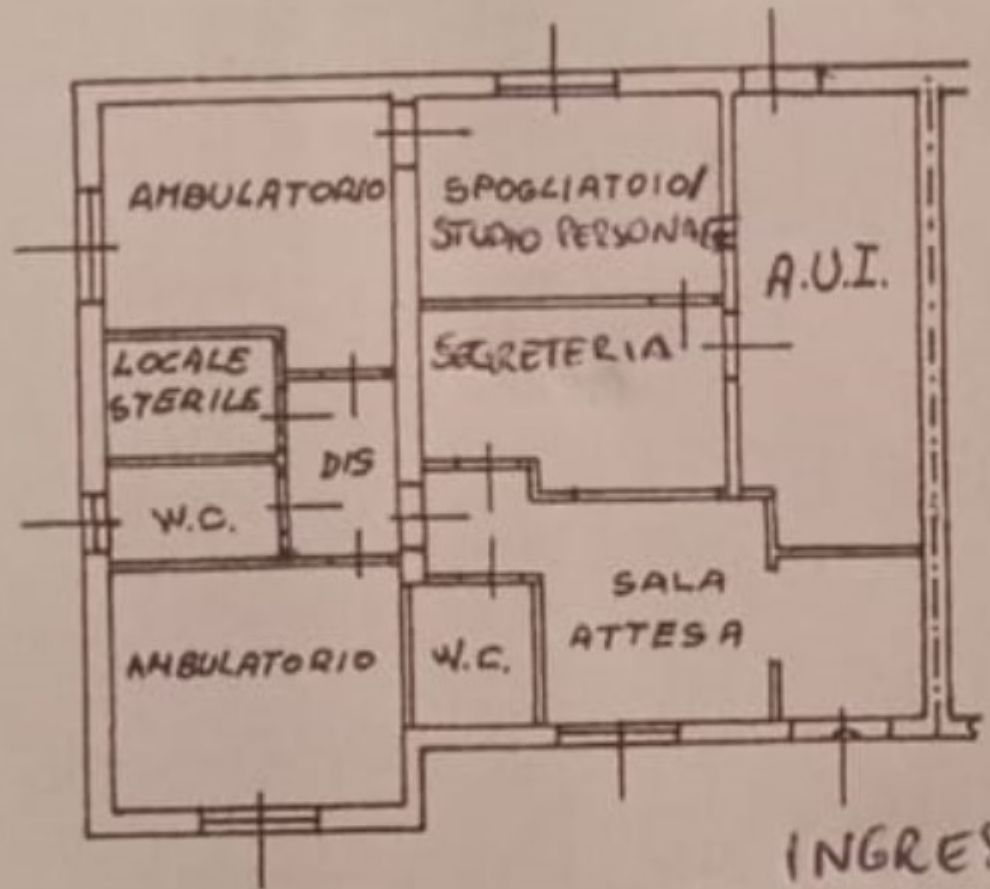 AMBULATORIO
SPOGLIATOIO/
STUDIO PERSONALE
A.U.I.
LOCALE
STERILE
SEGRETERIA
DIS
W.C.
SALA
ATTESA
AMBULATORIO
W.C.
INGRES